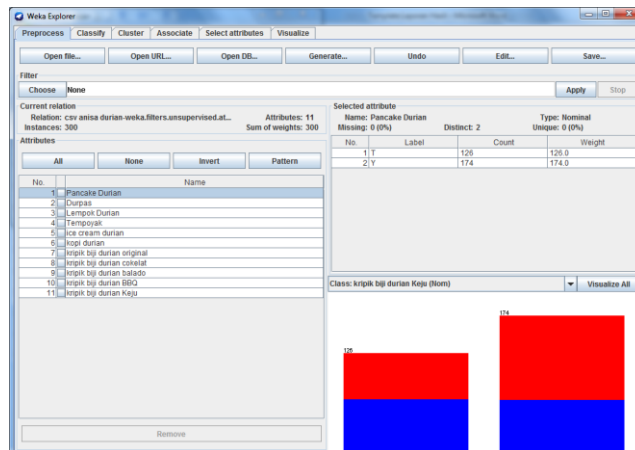 Weka Explorer
Preprocess Classify Cluster Associate Select attributes Visualize
Open file... Open URL... Open DB... Generate... Undo Edit... Save...
Filter
Choose None Apply Stop
Current relation
Relation: csv anisa durian-weka.filters.unsupervised.at... Attributes: 11
Instances: 300 Sum of weights: 300
Selected attribute
Name: Pancake Durian Type: Nominal
Missing: 0 (0%) Distinct: 2 Unique: 0 (0%)
No. Label Count Weight
1 T 126 126.0
2 Y 174 174.0
Attributes
All None Invert Pattern
No. Name
1 Pancake Durian
2 Durpas
3 Lempok Durian
4 Tempoyak
5 ice cream durian
6 kopi durian
7 kripik biji durian original
8 kripik biji durian cokelat
9 kripik biji durian balado
10 kripik biji durian BBQ
11 kripik biji durian Keju
Remove
Class: kripik biji durian Keju (Nom) Visualize All
174
126